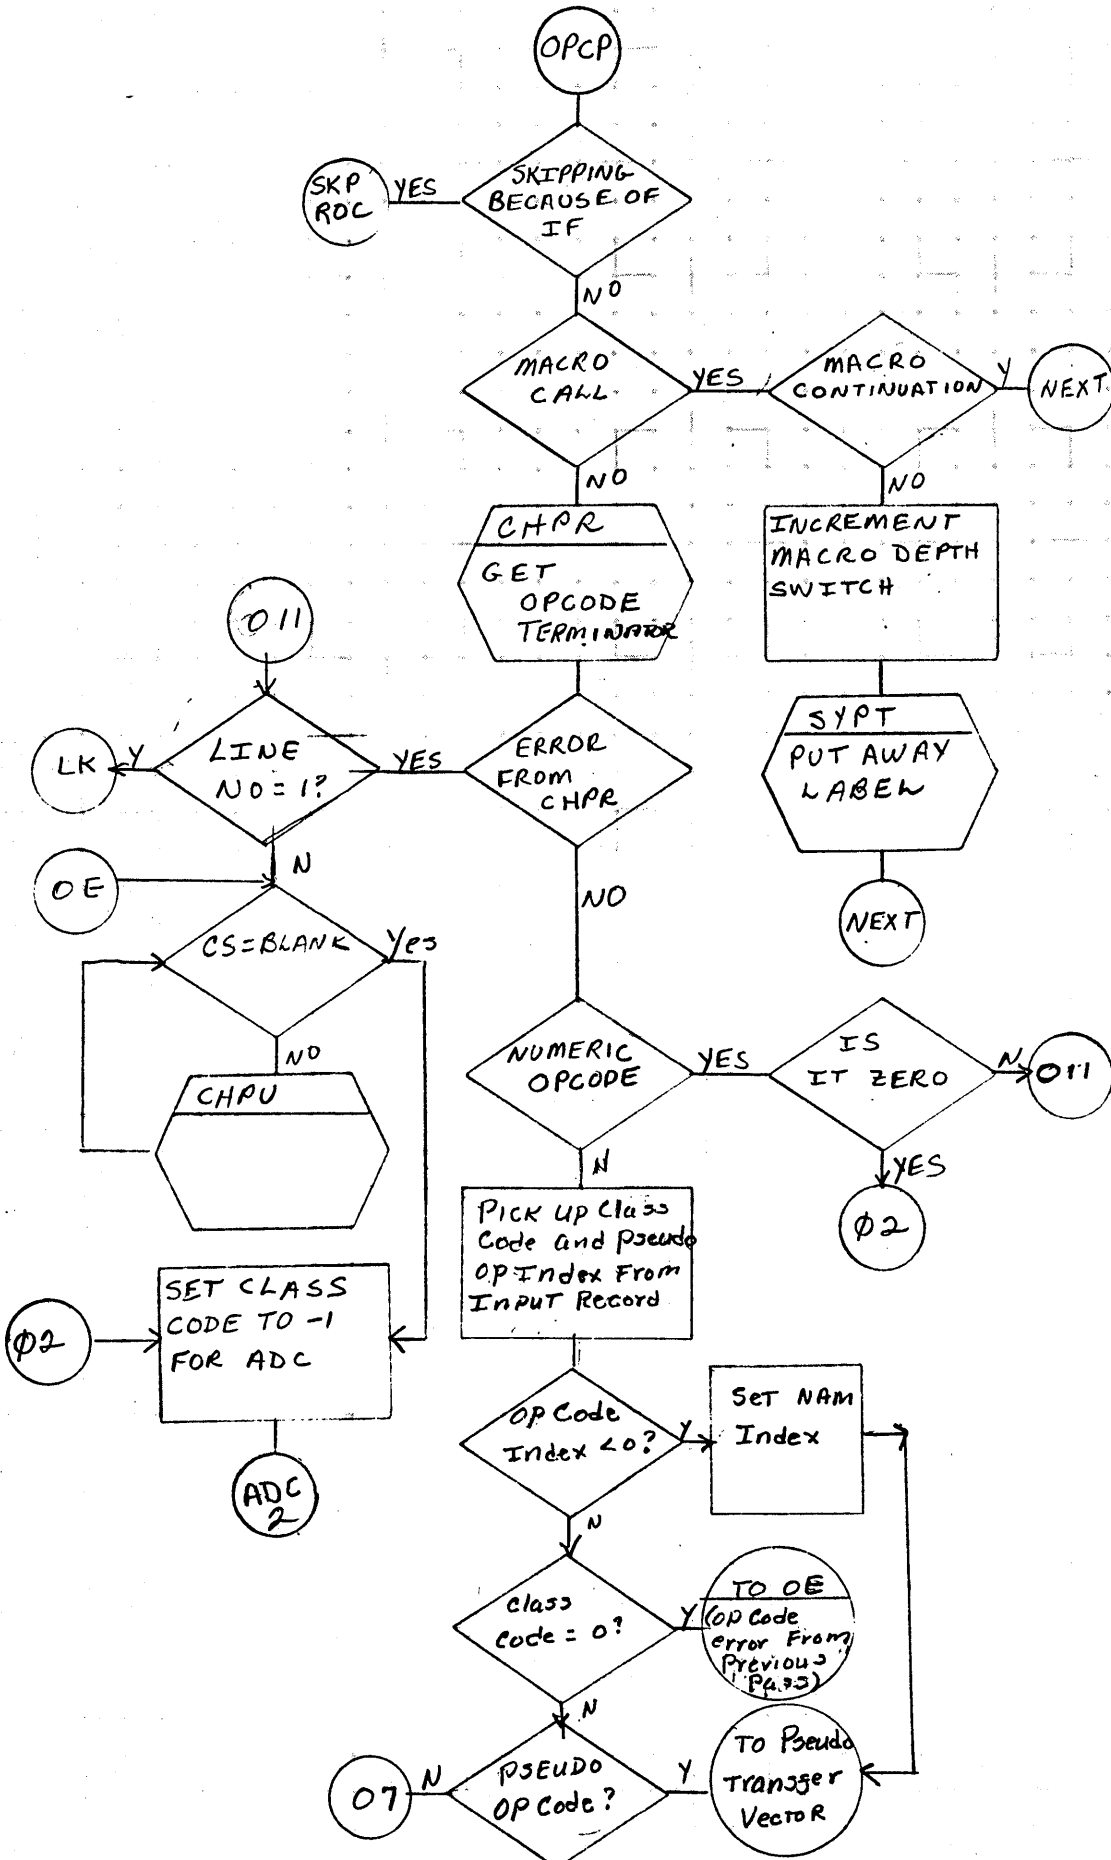 OPCP
SKIPPING
BECAUSE OF
IF
YES
SKP
ROC
NO
MACRO
CALL
YES
MACRO
CONTINUATION
Y
NEXT
NO
NO
CHPR
GET
OPCODE
TERMINATOR
INCREMENT
MACRO DEPTH
SWITCH
O11
SYPT
PUT AWAY
LABEL
LINE
NO = 1?
Y
LK
YES
ERROR
FROM
CHPR
N
OE
NO
NEXT
CS=BLANK
Yes
NO
CHPU
NUMERIC
OPCODE
YES
IS
IT ZERO
N
O11
YES
Ø2
N
PICK UP Class
Code and Pseudo
OP Index From
INPUT Record
SET CLASS
CODE TO -1
FOR ADC
Ø2
ADC
2
OP Code
Index <0?
Y
SET NAM
Index
N
Class
Code = 0?
Y
TO OE
(OP Code
error From
Previous
Pass)
N
PSEUDO
OP Code?
N
O7
Y
TO Pseudo
Transfer
Vector